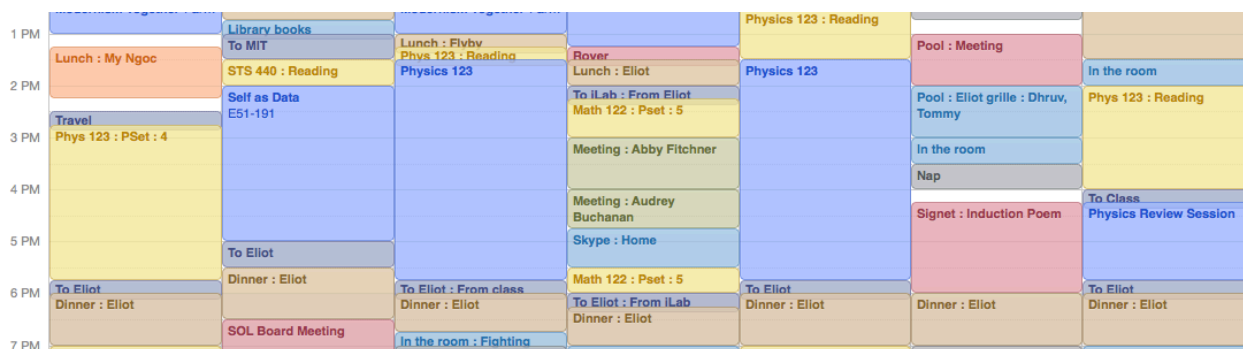 1 PM
2 PM
3 PM
4 PM
5 PM
6 PM
7 PM
Lunch : My Ngoc
Travel
Phys 123 : PSet : 4
To Eliot
Dinner : Eliot
Library books
To MIT
STS 440 : Reading
Self as Data
E51-191
To Eliot
Dinner : Eliot
SOL Board Meeting
Lunch : Flyby
Phys 123 : Reading
Physics 123
To Eliot : From class
Dinner : Eliot
In the room : Fighting
Rover
Lunch : Eliot
To iLab : From Eliot
Math 122 : Pset : 5
Meeting : Abby Fitchner
Meeting : Audrey
Buchanan
Skype : Home
Math 122 : Pset : 5
To Eliot : From iLab
Dinner : Eliot
Physics 123 : Reading
Physics 123
To Eliot
Dinner : Eliot
Pool : Meeting
Pool : Eliot grille : Dhruv,
Tommy
In the room
Nap
Signet : Induction Poem
Dinner : Eliot
In the room
Phys 123 : Reading
To Class
Physics Review Session
To Eliot
Dinner : Eliot